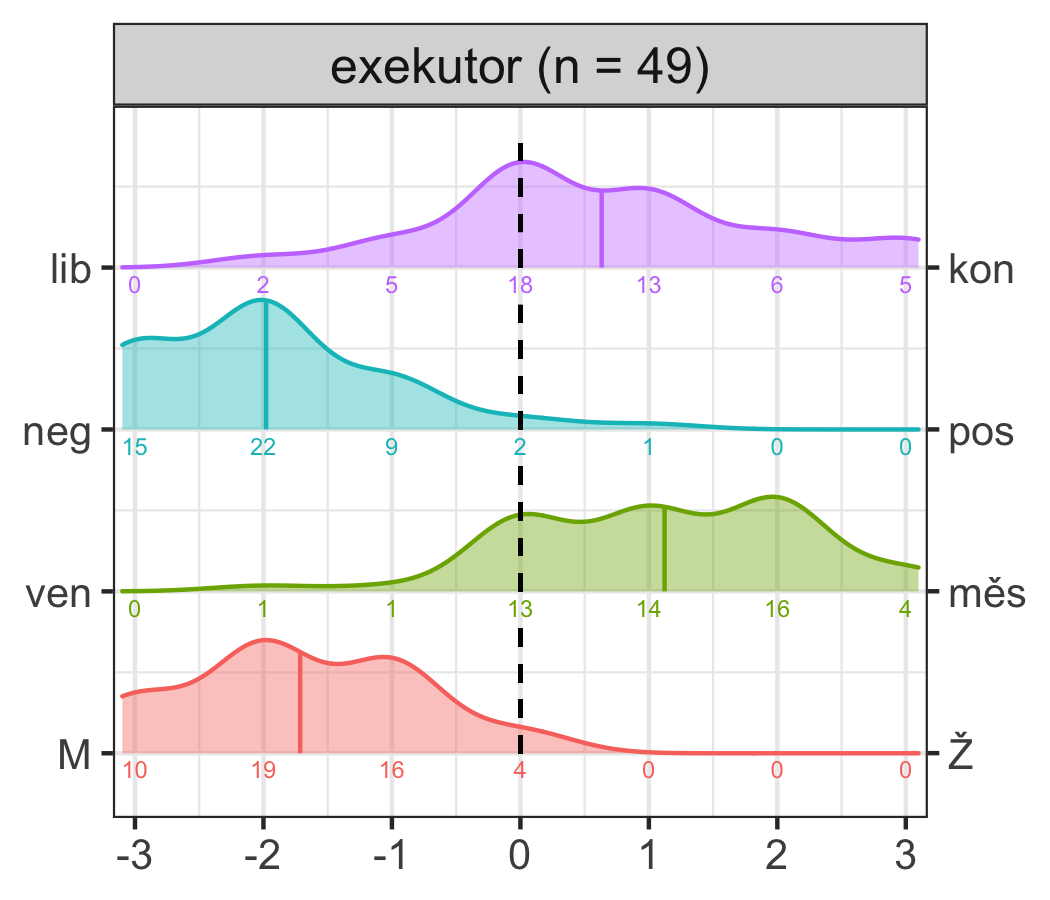 exekutor (n = 49)
lib kon
0 2 5 18 13 6 5
neg pos
15 22 9 2 1 0 0
ven měs
0 1 1 13 14 16 4
M Ž
10 19 16 4 0 0 0
-3 -2 -1 0 1 2 3